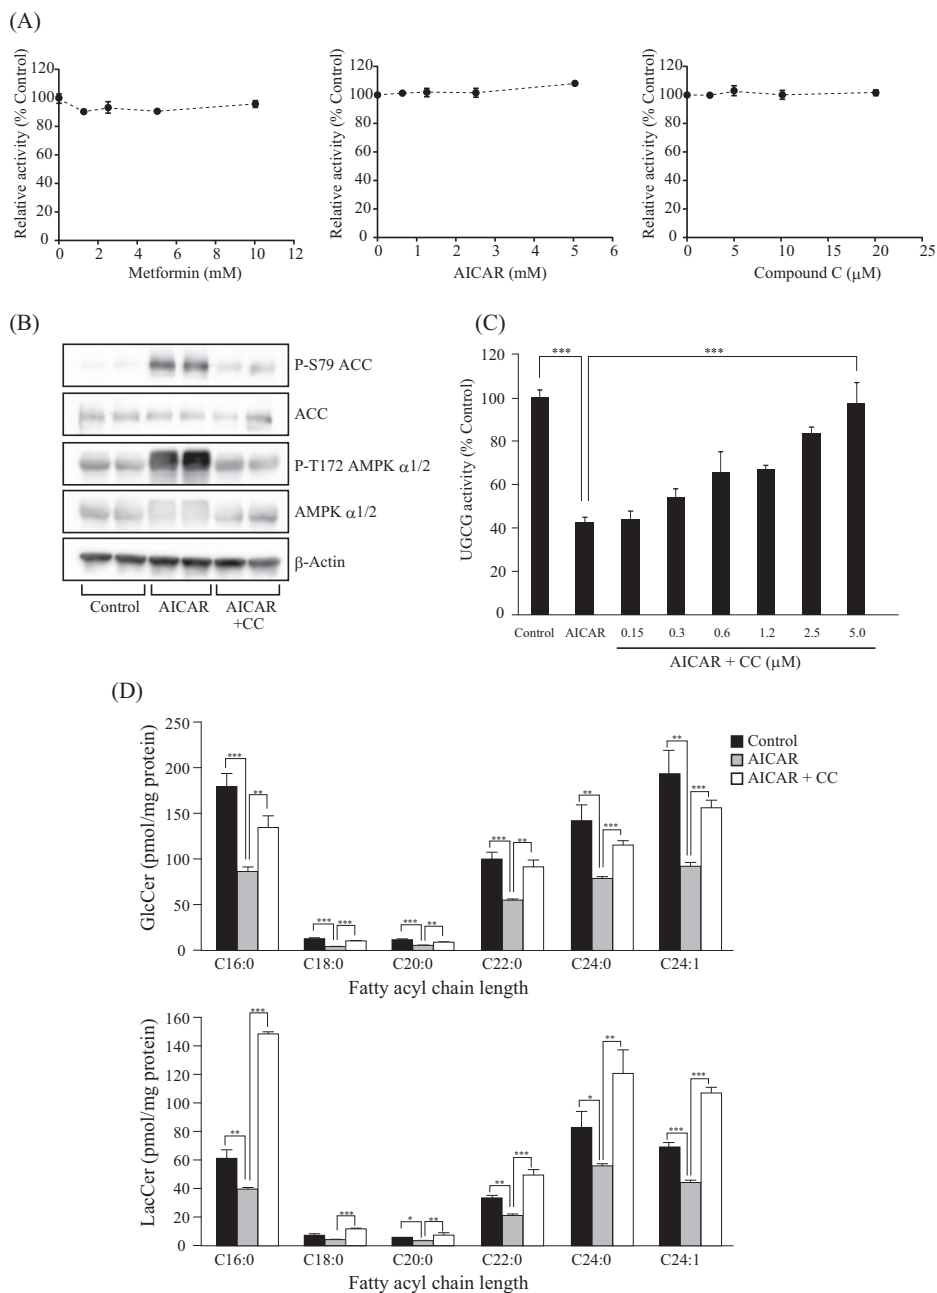 (A)
Relative activity (% Control)
120
100
80
60
40
20
0
0 2 4 6 8 10 12
Metformin (mM)
Relative activity (% Control)
120
100
80
60
40
20
0
0 1 2 3 4 5 6
AICAR (mM)
Relative activity (% Control)
120
100
80
60
40
20
0
0 5 10 15 20 25
Compound C (μM)
(B)
P-S79 ACC
ACC
P-T172 AMPK α1/2
AMPK α1/2
β-Actin
Control AICAR AICAR
+CC
(C)
UGCG activity (% Control)
120
100
80
60
40
20
0
*** ***
Control AICAR 0.15 0.3 0.6 1.2 2.5 5.0
AICAR + CC (μM)
(D)
GlcCer (pmol/mg protein)
250
200
150
100
50
0
*** ** *** *** *** ** *** ** ** *** ** ***
Control
AICAR
AICAR + CC
C16:0 C18:0 C20:0 C22:0 C24:0 C24:1
Fatty acyl chain length
LacCer (pmol/mg protein)
160
140
120
100
80
60
40
20
0
** *** *** * ** ** *** * ** *** ***
C16:0 C18:0 C20:0 C22:0 C24:0 C24:1
Fatty acyl chain length